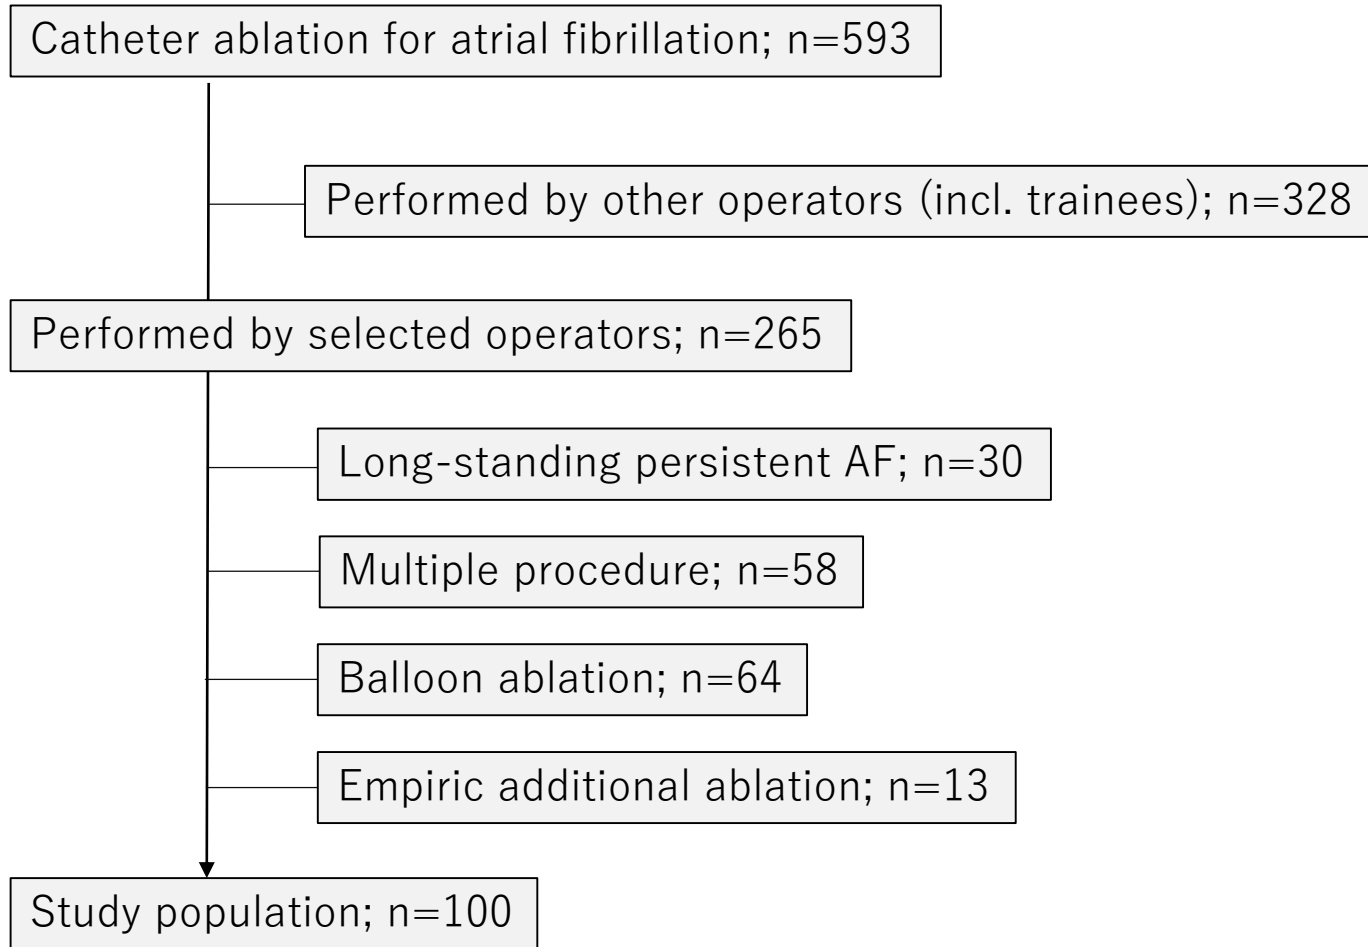 Catheter ablation for atrial fibrillation; n=593
Performed by other operators (incl. trainees); n=328
Performed by selected operators; n=265
Long-standing persistent AF; n=30
Multiple procedure; n=58
Balloon ablation; n=64
Empiric additional ablation; n=13
Study population; n=100